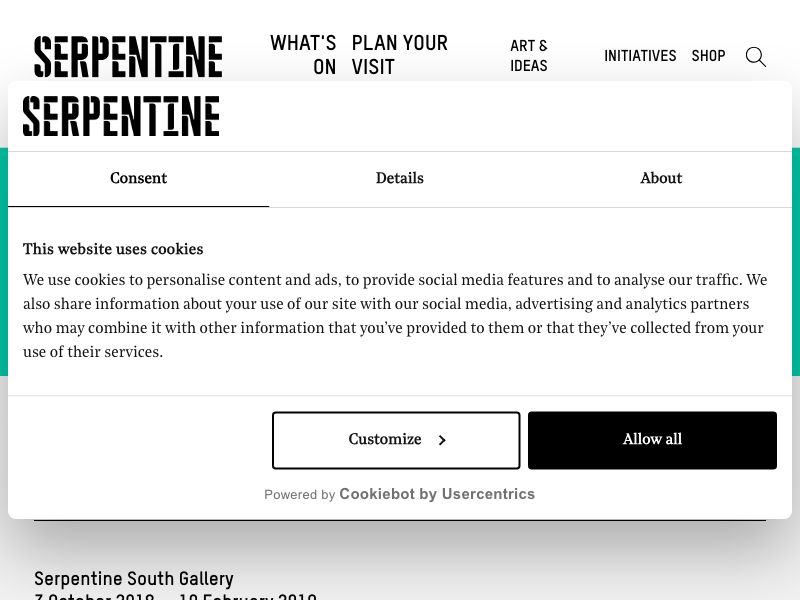 SERPENTINE
WHAT'S ON
PLAN YOUR VISIT
ART & IDEAS
INITIATIVES
SHOP
SERPENTINE
Consent
Details
About
This website uses cookies
We use cookies to personalise content and ads, to provide social media features and to analyse our traffic. We
also share information about your use of our site with our social media, advertising and analytics partners
who may combine it with other information that you've provided to them or that they've collected from your
use of their services.
Customize
Allow all
Powered by Cookiebot by Usercentrics
Serpentine South Gallery